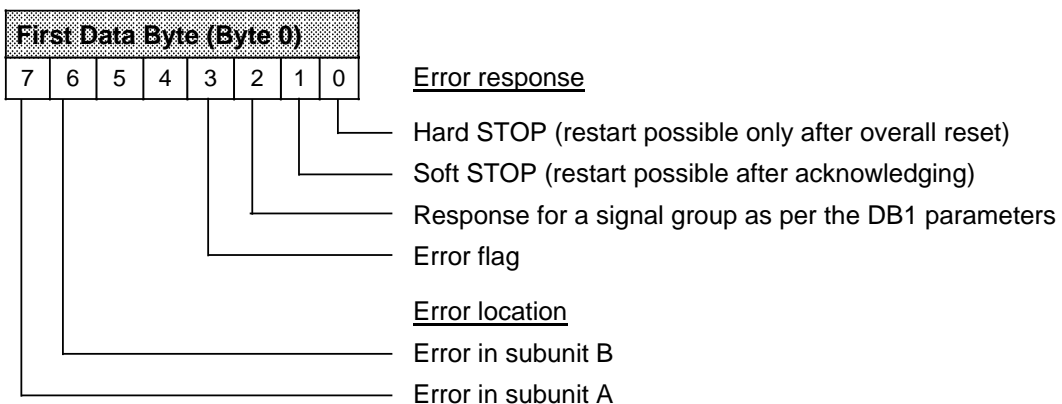 First Data Byte (Byte 0)
7 6 5 4 3 2 1 0
Error response
Hard STOP (restart possible only after overall reset)
Soft STOP (restart possible after acknowledging)
Response for a signal group as per the DB1 parameters
Error flag
Error location
Error in subunit B
Error in subunit A